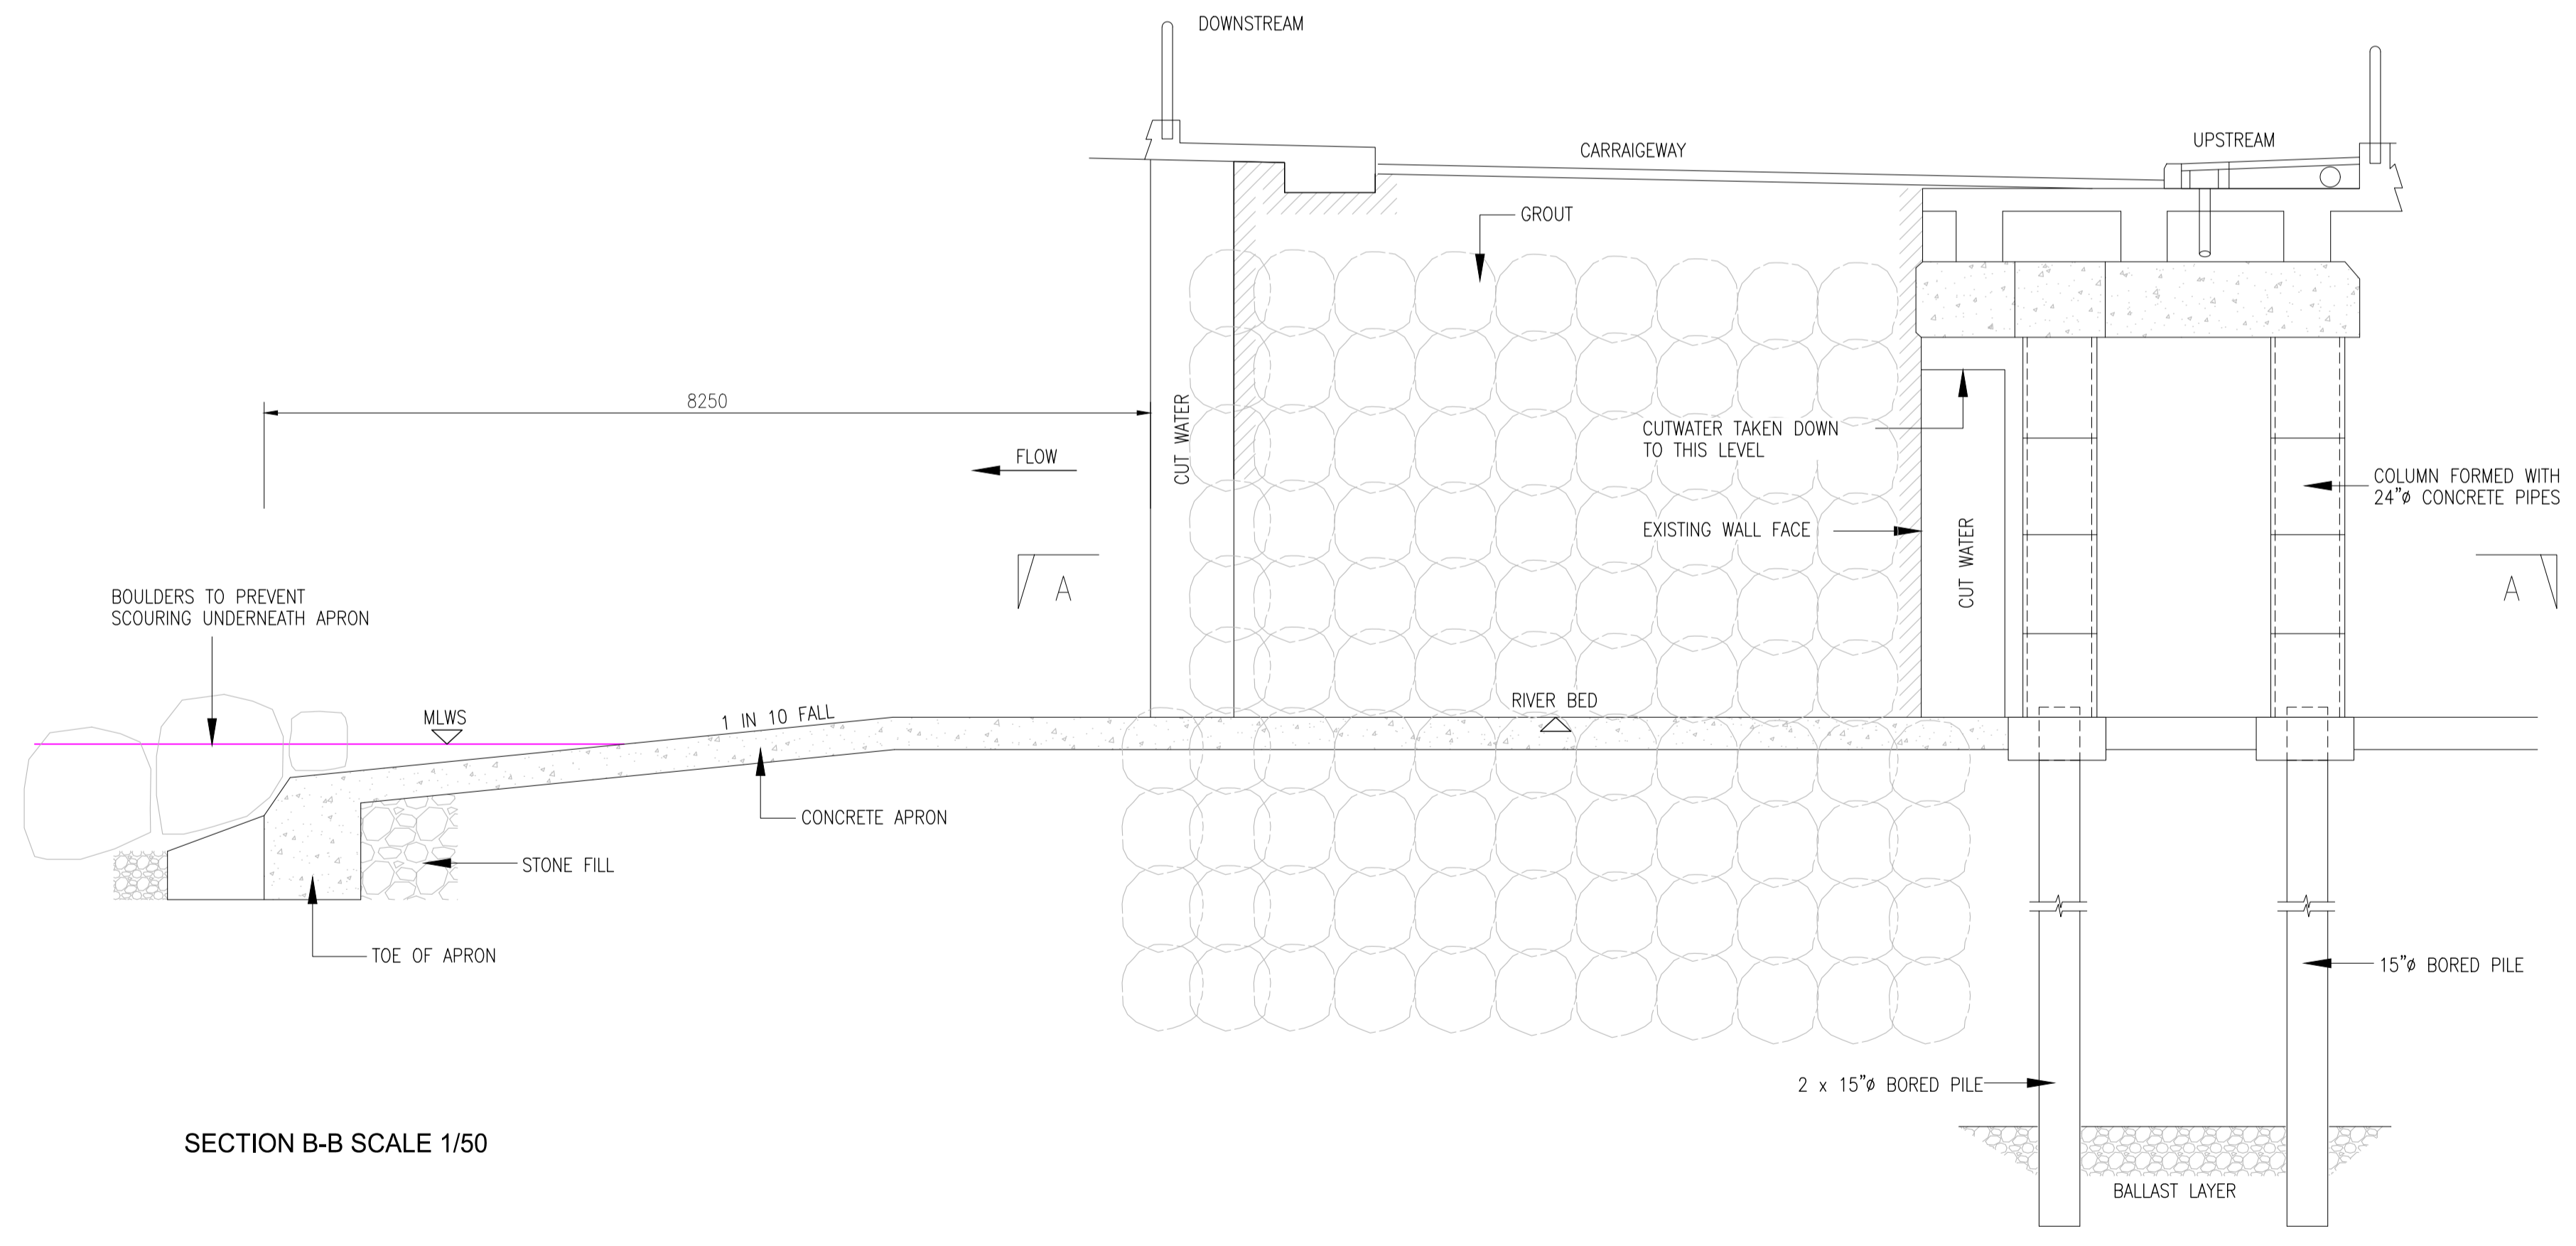 DOWNSTREAM
CARRAIGEWAY
UPSTREAM
GROUT
8250
CUT WATER
FLOW
CUTWATER TAKEN DOWN
TO THIS LEVEL
COLUMN FORMED WITH
24"ø CONCRETE PIPES
EXISTING WALL FACE
CUT WATER
A
A
BOULDERS TO PREVENT
SCOURING UNDERNEATH APRON
MLWS
1 IN 10 FALL
RIVER BED
CONCRETE APRON
STONE FILL
TOE OF APRON
15"ø BORED PILE
2 x 15"ø BORED PILE
SECTION B-B SCALE 1/50
BALLAST LAYER